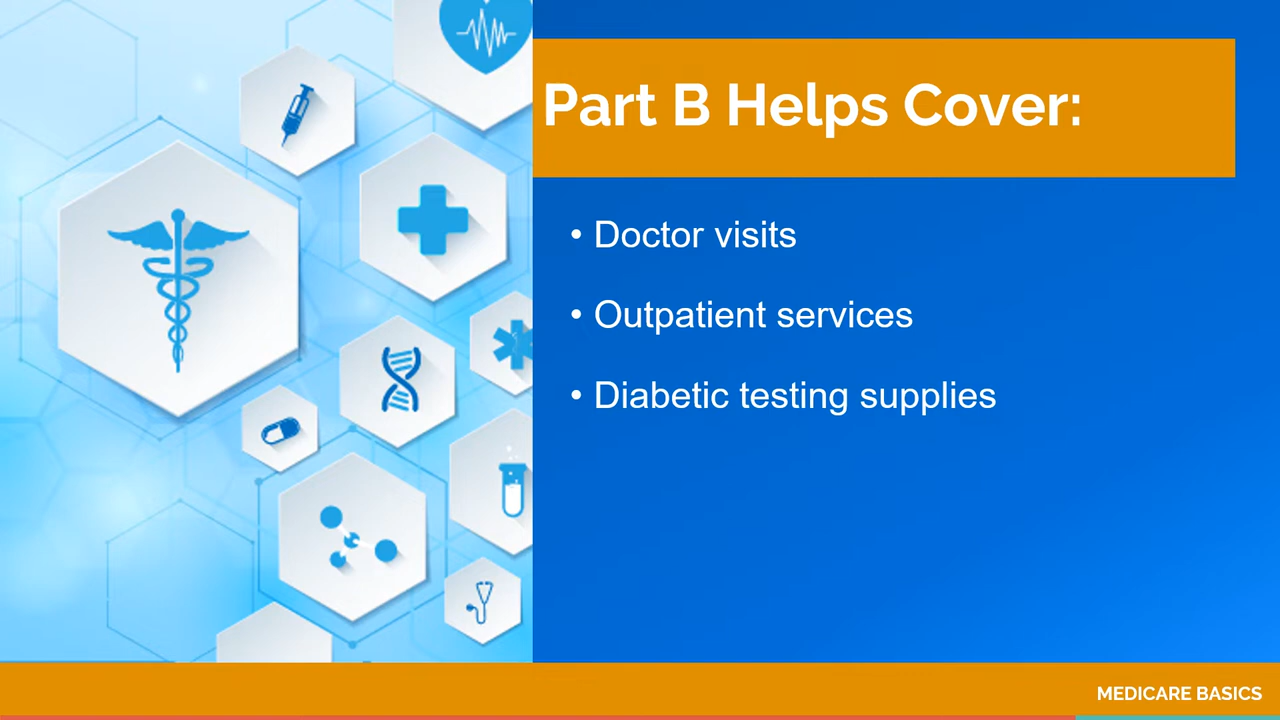 Part B Helps Cover:
• Doctor visits
• Outpatient services
• Diabetic testing supplies
MEDICARE BASICS